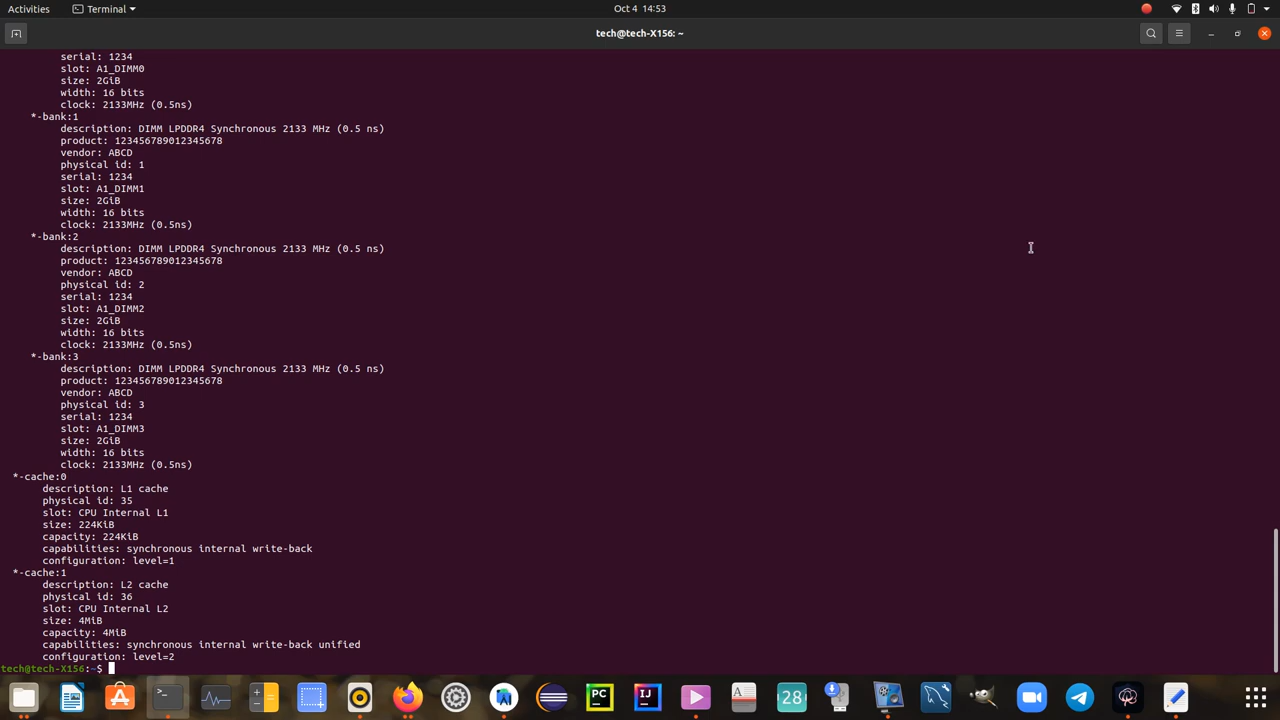 Activities
Terminal
Oct 4 14:53
tech@tech-X156: ~
serial: 1234
slot: A1_DIMM0
size: 2GiB
width: 16 bits
clock: 2133MHz (0.5ns)
*-bank:1
description: DIMM LPDDR4 Synchronous 2133 MHz (0.5 ns)
product: 123456789012345678
vendor: ABCD
physical id: 1
serial: 1234
slot: A1_DIMM1
size: 2GiB
width: 16 bits
clock: 2133MHz (0.5ns)
*-bank:2
description: DIMM LPDDR4 Synchronous 2133 MHz (0.5 ns)
product: 123456789012345678
vendor: ABCD
physical id: 2
serial: 1234
slot: A1_DIMM2
size: 2GiB
width: 16 bits
clock: 2133MHz (0.5ns)
*-bank:3
description: DIMM LPDDR4 Synchronous 2133 MHz (0.5 ns)
product: 123456789012345678
vendor: ABCD
physical id: 3
serial: 1234
slot: A1_DIMM3
size: 2GiB
width: 16 bits
clock: 2133MHz (0.5ns)
*-cache:0
description: L1 cache
physical id: 35
slot: CPU Internal L1
size: 224KiB
capacity: 224KiB
capabilities: synchronous internal write-back
configuration: level=1
*-cache:1
description: L2 cache
physical id: 36
slot: CPU Internal L2
size: 4MiB
capacity: 4MiB
capabilities: synchronous internal write-back unified
configuration: level=2
tech@tech-X156:~$
>_
PC
IJ
A
28